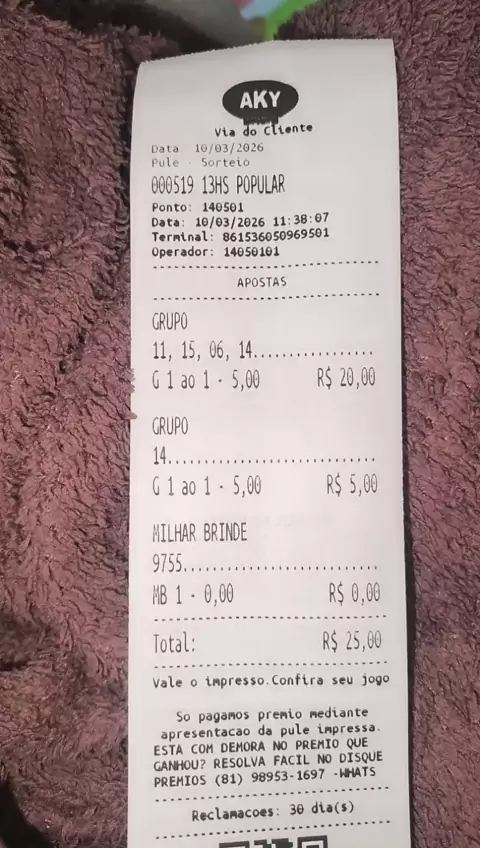 AKY
Via do Cliente
Data 10/03/2026
Pule - Sorteio
000519 13HS POPULAR
Ponto: 140501
Data: 10/03/2026 11:38:07
Terminal: 861536050969501
Operador: 14050101
APOSTAS
GRUPO
11, 15, 06, 14.................
G 1 ao 1 - 5,00 R$ 20,00
GRUPO
14.............................
G 1 ao 1 - 5,00 R$ 5,00
MILHAR BRINDE
9755...........................
MB 1 - 0,00 R$ 0,00
Total: R$ 25,00
Vale o impresso.Confira seu jogo
So pagamos premio mediante
apresentacao da pule impressa.
ESTA COM DEMORA NO PREMIO QUE
GANHOU? RESOLVA FACIL NO DISQUE
PREMIOS (81) 98953-1697 -WHATS
Reclamacoes: 30 dia(s)